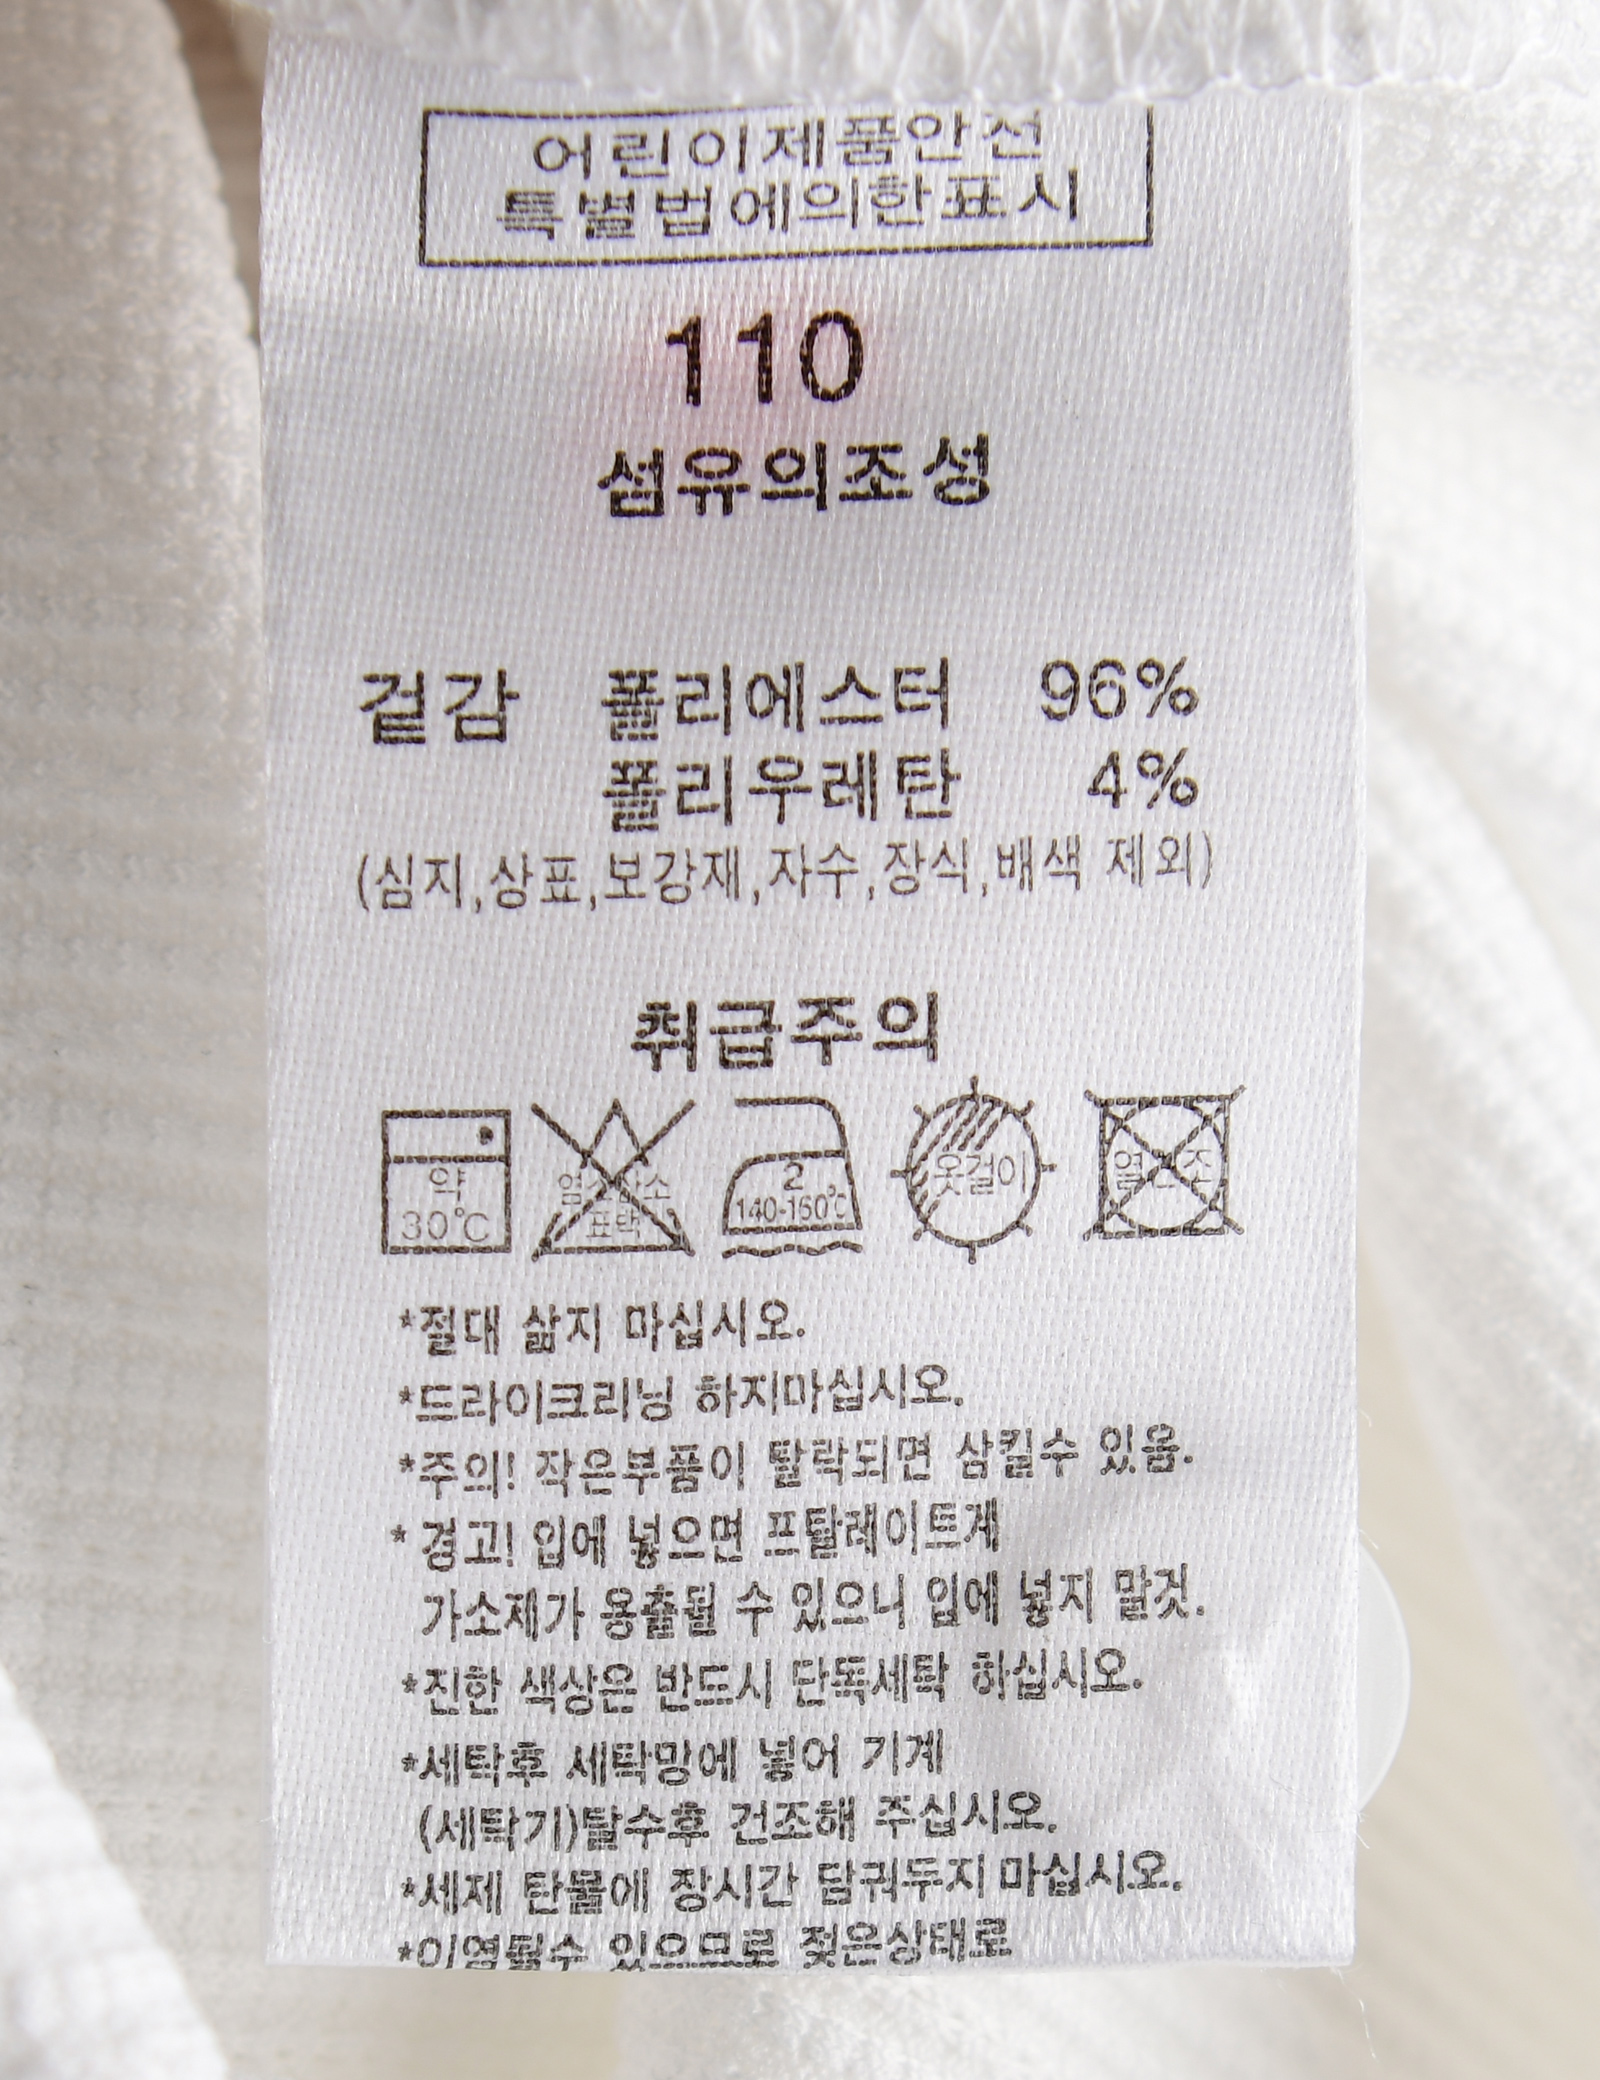 어린이제품안전
특별법에의한표시
110
섬유의조성
겉감 폴리에스터 96%
폴리우레탄 4%
(심지,상표,보강재,자수,장식,배색 제외)
취급주의
약
30℃
염소산소
표백
2
140-160℃
옷걸이
열건조
*절대 삶지 마십시오.
*드라이크리닝 하지마십시오.
*주의! 작은부품이 탈락되면 삼킬수 있음.
* 경고! 입에 넣으면 프탈레이트계
가소제가 용출될 수 있으니 입에 넣지 말것.
*진한 색상은 반드시 단독세탁 하십시오.
*세탁후 세탁망에 넣어 기계
(세탁기)탈수후 건조해 주십시오.
*세제 탄물에 장시간 담궈두지 마십시오.
*이염될수 있으므로 젖은상태로